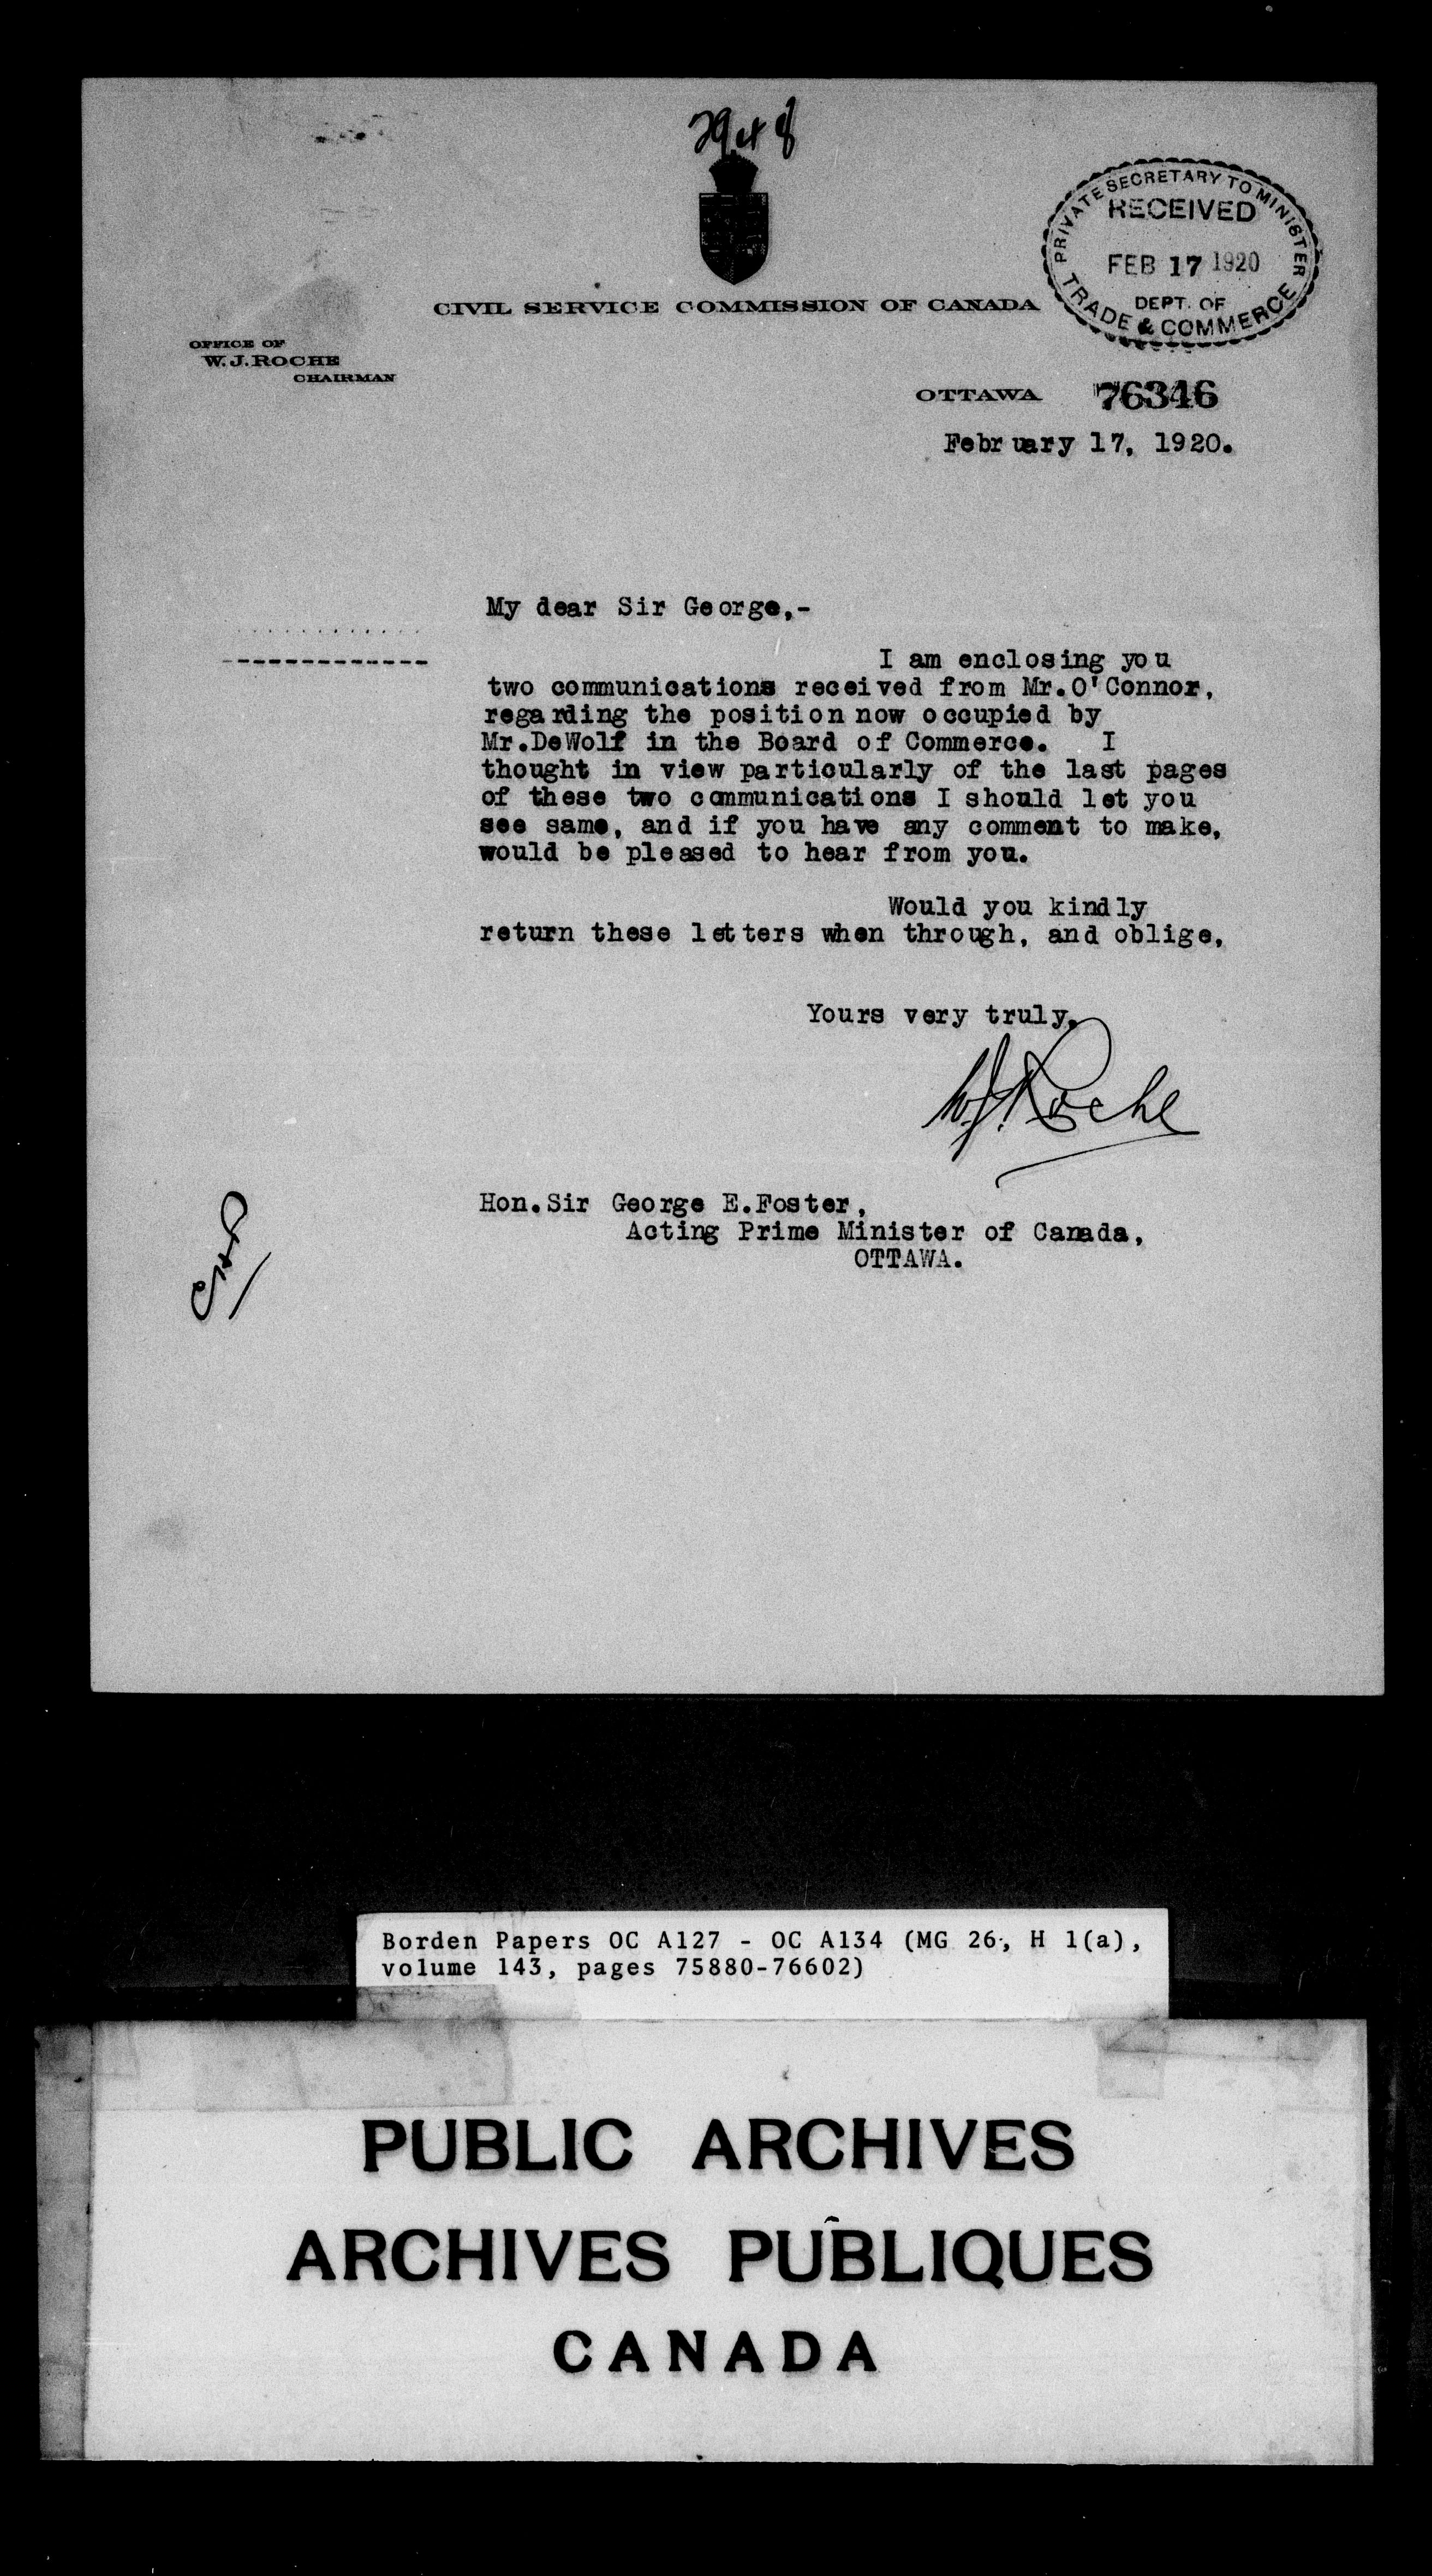 PRIVATE SECRETARY TO MINISTER
RECEIVED
FEB 17 1920
DEPT. OF
TRADE & COMMERCE
CIVIL SERVICE COMMISSION OF CANADA
OFFICE OF
W. J. ROCHE
CHAIRMAN
OTTAWA 76346
February 17, 1920.
My dear Sir George,-
I am enclosing you
two communications received from Mr.O'Connor,
regarding the position now occupied by
Mr.DeWolf in the Board of Commerce. I
thought in view particularly of the last pages
of these two communications I should let you
see same, and if you have any comment to make,
would be pleased to hear from you.
Would you kindly
return these letters when through, and oblige,
Yours very truly,
W.J. Roche
Hon.Sir George E.Foster,
Acting Prime Minister of Canada,
OTTAWA.
Borden Papers OC A127 - OC A134 (MG 26, H 1(a),
volume 143, pages 75880-76602)
PUBLIC ARCHIVES
ARCHIVES PUBLIQUES
CANADA